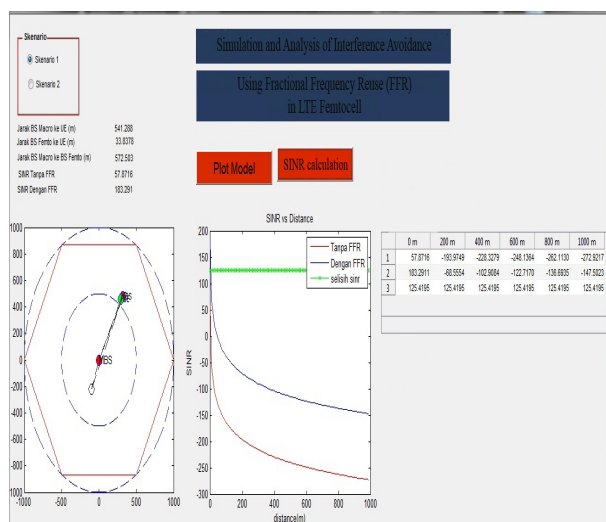 Skenario
Skenario 1
Skenario 2
Simulation and Analysis of Interference Avoidance
Using Fractional Frequency Reuse (FFR)
in LTE Femtocell
Jarak BS Macro ke UE (m) 541.288
Jarak BS Femto ke UE (m) 33.8378
Jarak BS Macro ke BS Femto (m) 572.503
SINR Tanpa FFR 57.8716
SINR Dengan FFR 183.291
Plot Model
SINR calculation
1000
800
600
400
200
0
-200
-400
-600
-800
-1000
-1000 -500 0 500 1000
MBS
SINR vs Distance
Tanpa FFR
Dengan FFR
selisih sinr
SINR
200
150
100
50
0
-50
-100
-150
-200
-250
-300
0 200 400 600 800 1000
distance(m)
0 m 200 m 400 m 600 m 800 m 1000 m
1 57.8716 -193.9749 -228.3279 -248.1364 -262.1130 -272.9217
2 183.2911 -68.5554 -102.9084 -122.7170 -136.6935 -147.5023
3 125.4195 125.4195 125.4195 125.4195 125.4195 125.4195